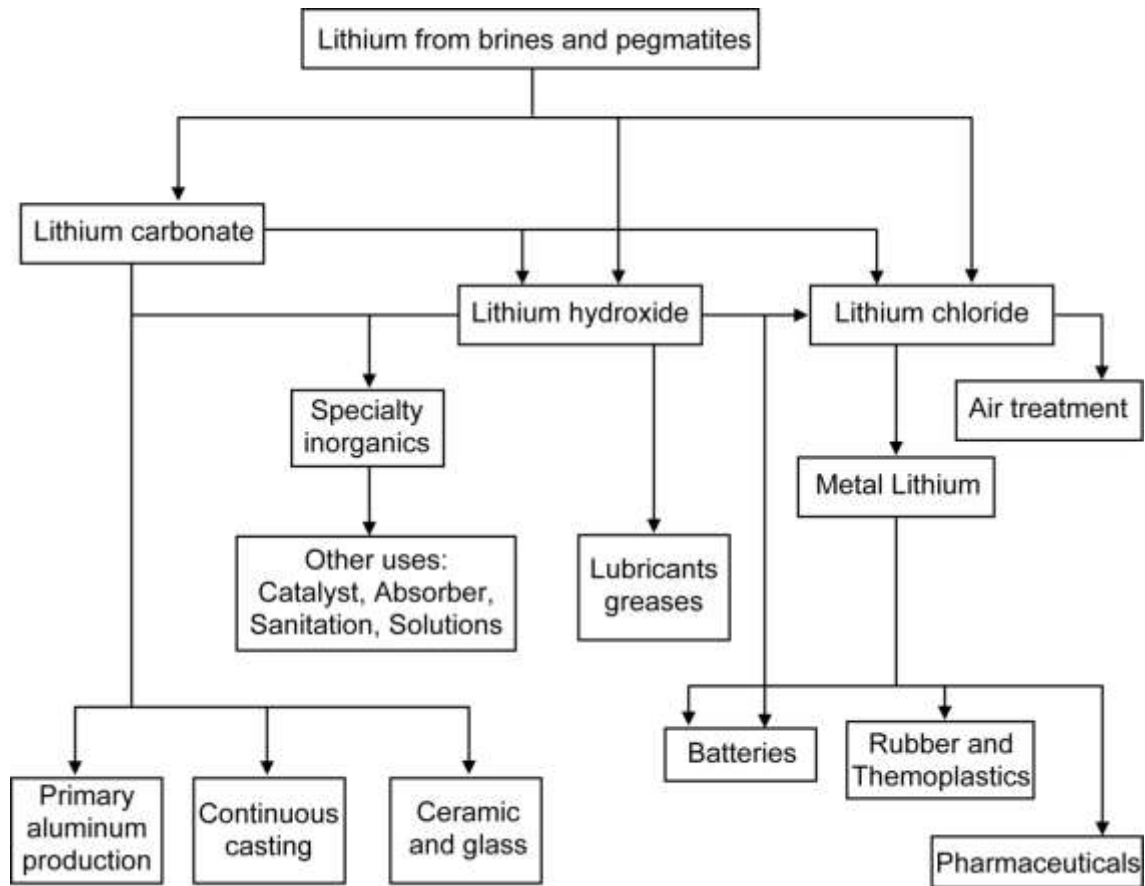 Lithium from brines and pegmatites
Lithium carbonate
Lithium hydroxide
Lithium chloride
Specialty
inorganics
Air treatment
Metal Lithium
Other uses:
Catalyst, Absorber,
Sanitation, Solutions
Lubricants
greases
Batteries
Rubber and
Themoplastics
Primary
aluminum
production
Continuous
casting
Ceramic
and glass
Pharmaceuticals